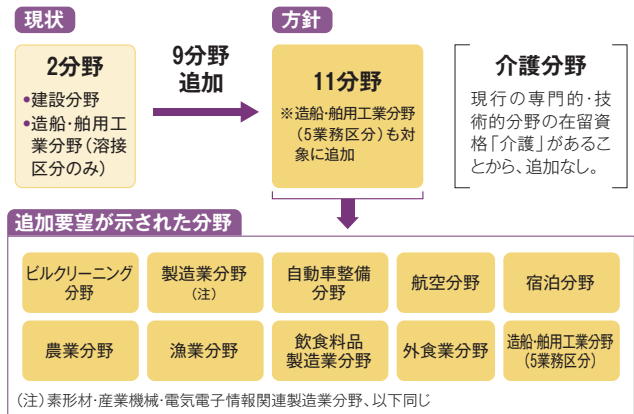 現状
2分野
•建設分野
•造船・舶用工
業分野(溶接
区分のみ)
9分野
追加
方針
11分野
※造船・舶用工業分野
(5業務区分)も対
象に追加
介護分野
現行の専門的・技
術的分野の在留資
格「介護」があるこ
とから、追加なし。
追加要望が示された分野
ビルクリーニング
分野
製造業分野
(注)
自動車整備
分野
航空分野
宿泊分野
農業分野
漁業分野
飲食料品
製造業分野
外食業分野
造船・舶用工業分野
(5業務区分)
(注)素形材・産業機械・電気電子情報関連製造業分野、以下同じ